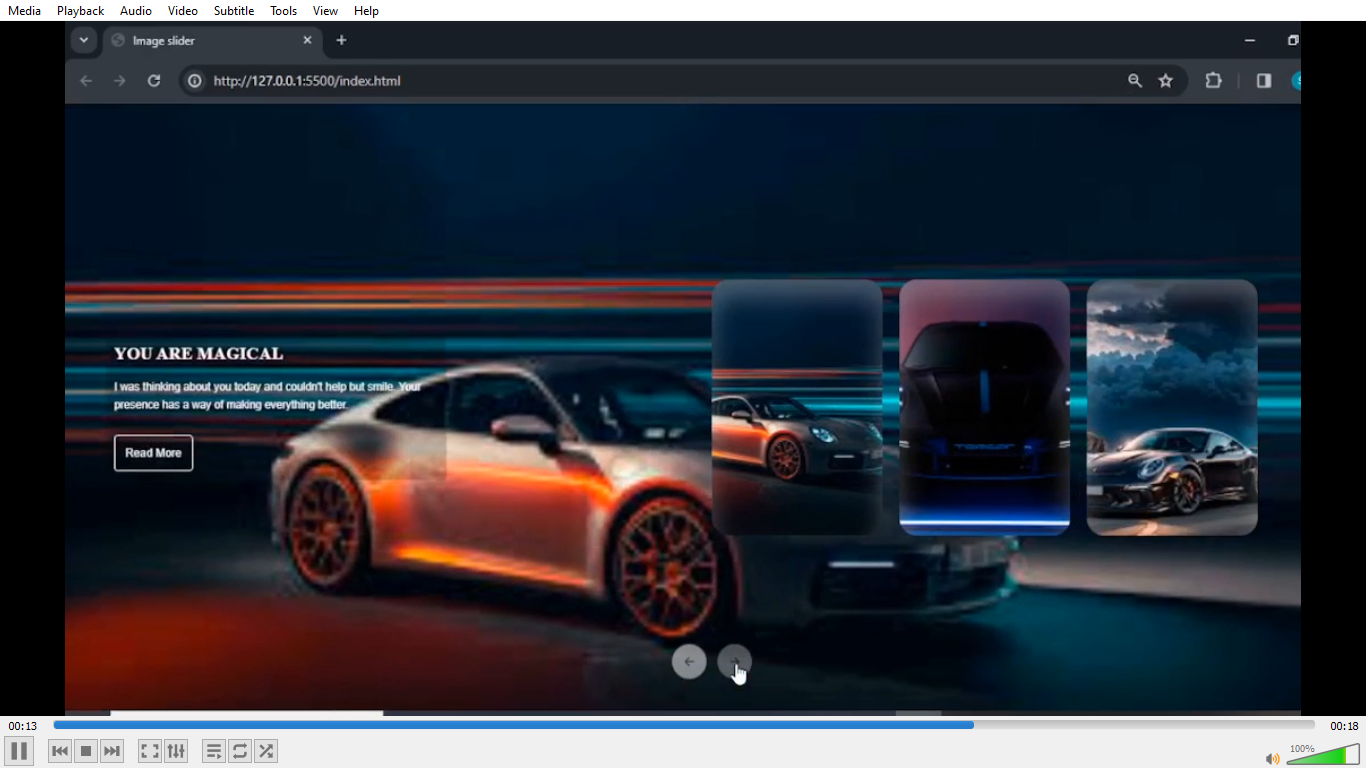 Media Playback Audio Video Subtitle Tools View Help
Image slider
http://127.0.0.1:5500/index.html
YOU ARE MAGICAL
I was thinking about you today and couldn't help but smile. Your
presence has a way of making everything better.
Read More
00:13
00:18
100%